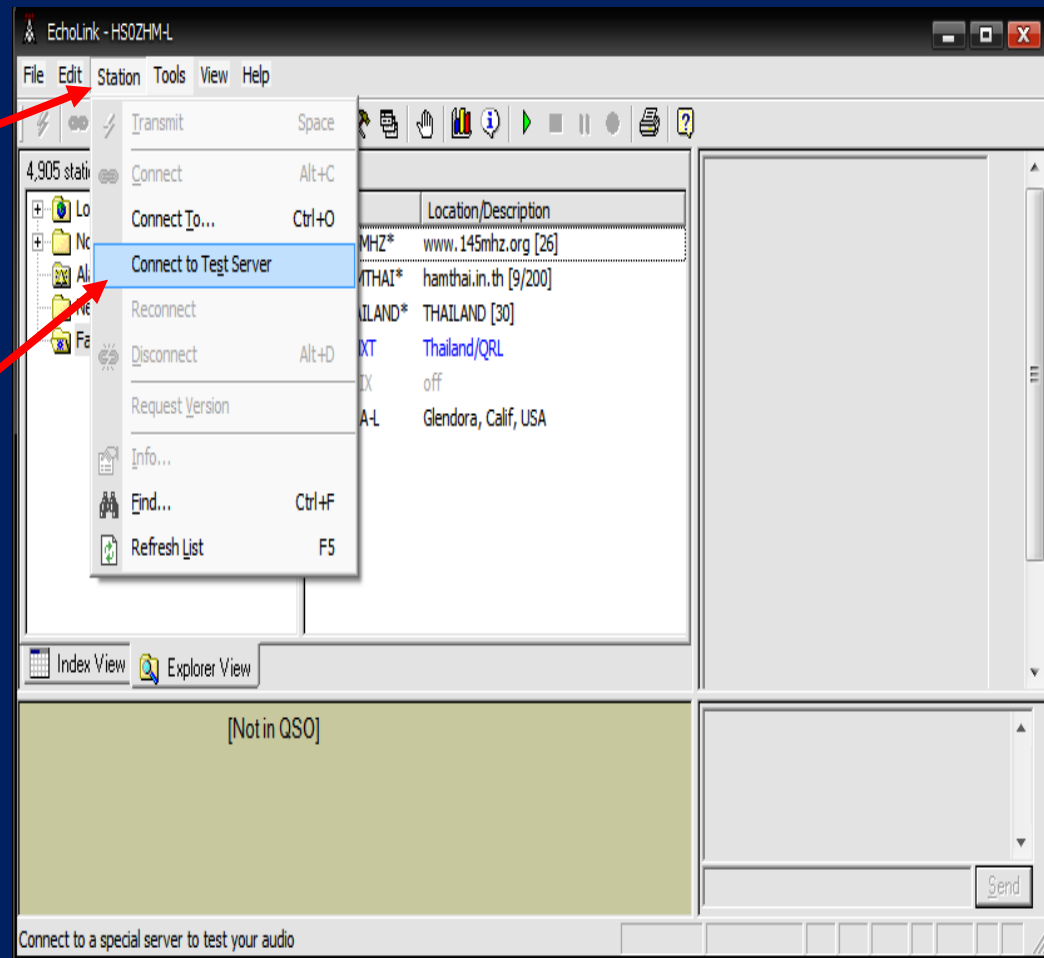 EchoLink - HS0ZHM-L
File Edit Station Tools View Help
Transmit Space
Connect Alt+C
Connect To... Ctrl+O
Connect to Test Server
Reconnect
Disconnect Alt+D
Request Version
Info...
Find... Ctrl+F
Refresh List F5
4,905
Location/Description
MHZ* www.145mhz.org [26]
MTHAI* hamthai.in.th [9/200]
AILAND* THAILAND [30]
Thailand/QRL
off
A-L Glendora, Calif, USA
Index View Explorer View
[Not in QSO]
Send
Connect to a special server to test your audio